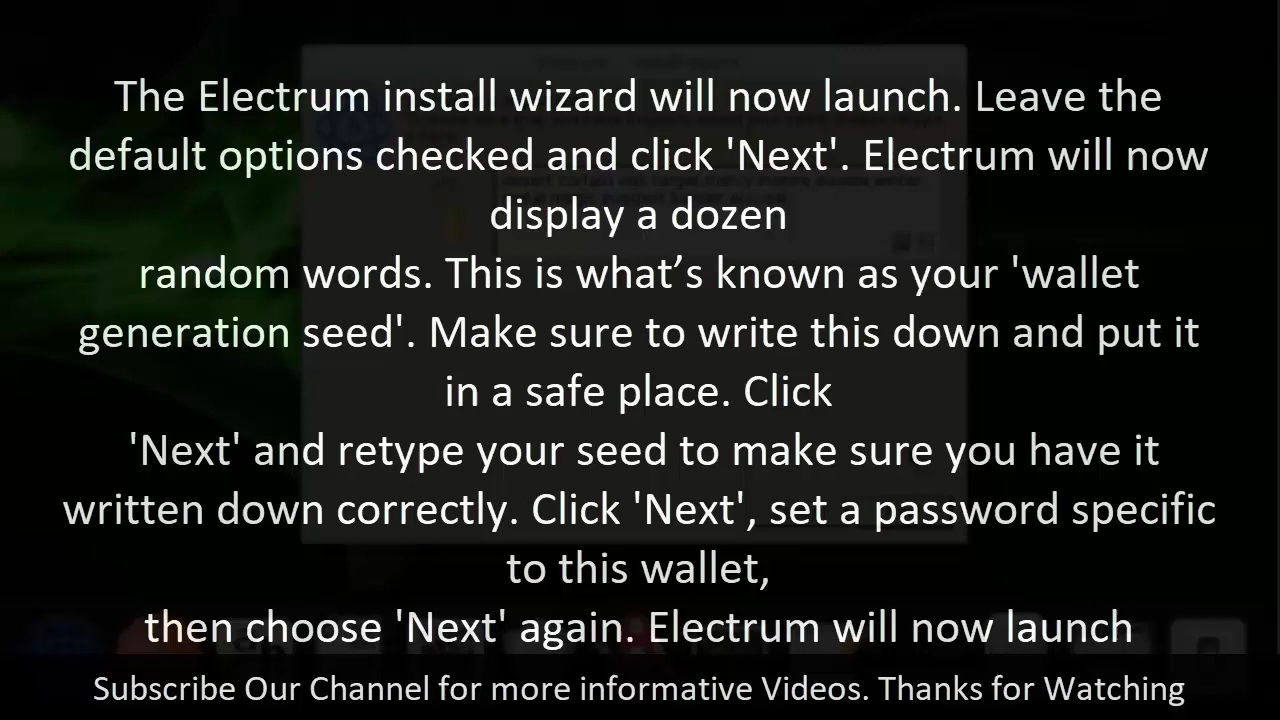 The Electrum install wizard will now launch. Leave the
default options checked and click 'Next'. Electrum will now
display a dozen
random words. This is what’s known as your 'wallet
generation seed'. Make sure to write this down and put it
in a safe place. Click
'Next' and retype your seed to make sure you have it
written down correctly. Click 'Next', set a password specific
to this wallet,
then choose 'Next' again. Electrum will now launch
Subscribe Our Channel for more informative Videos. Thanks for Watching